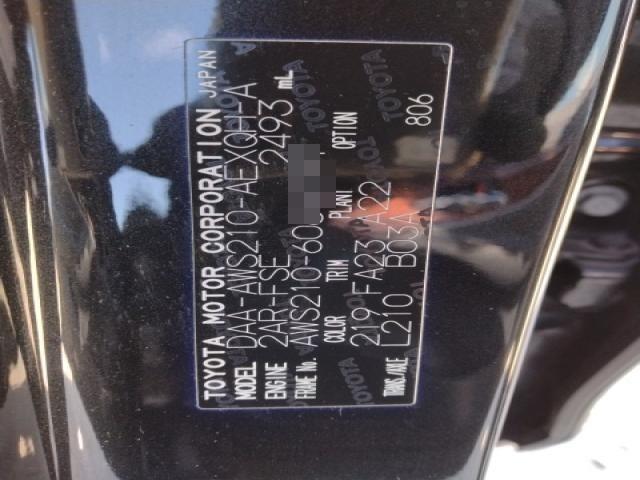 TOYOTA MOTOR CORPORATION JAPAN
MODEL DAA-AWS210-AEXQH-A
ENGINE 2AR-FSE 2493 mL
FRAME No. AWS210-600
COLOR TRIM PLANT OPTION
219 FA23 A22 806
TRANS/AXLE L210 B03A